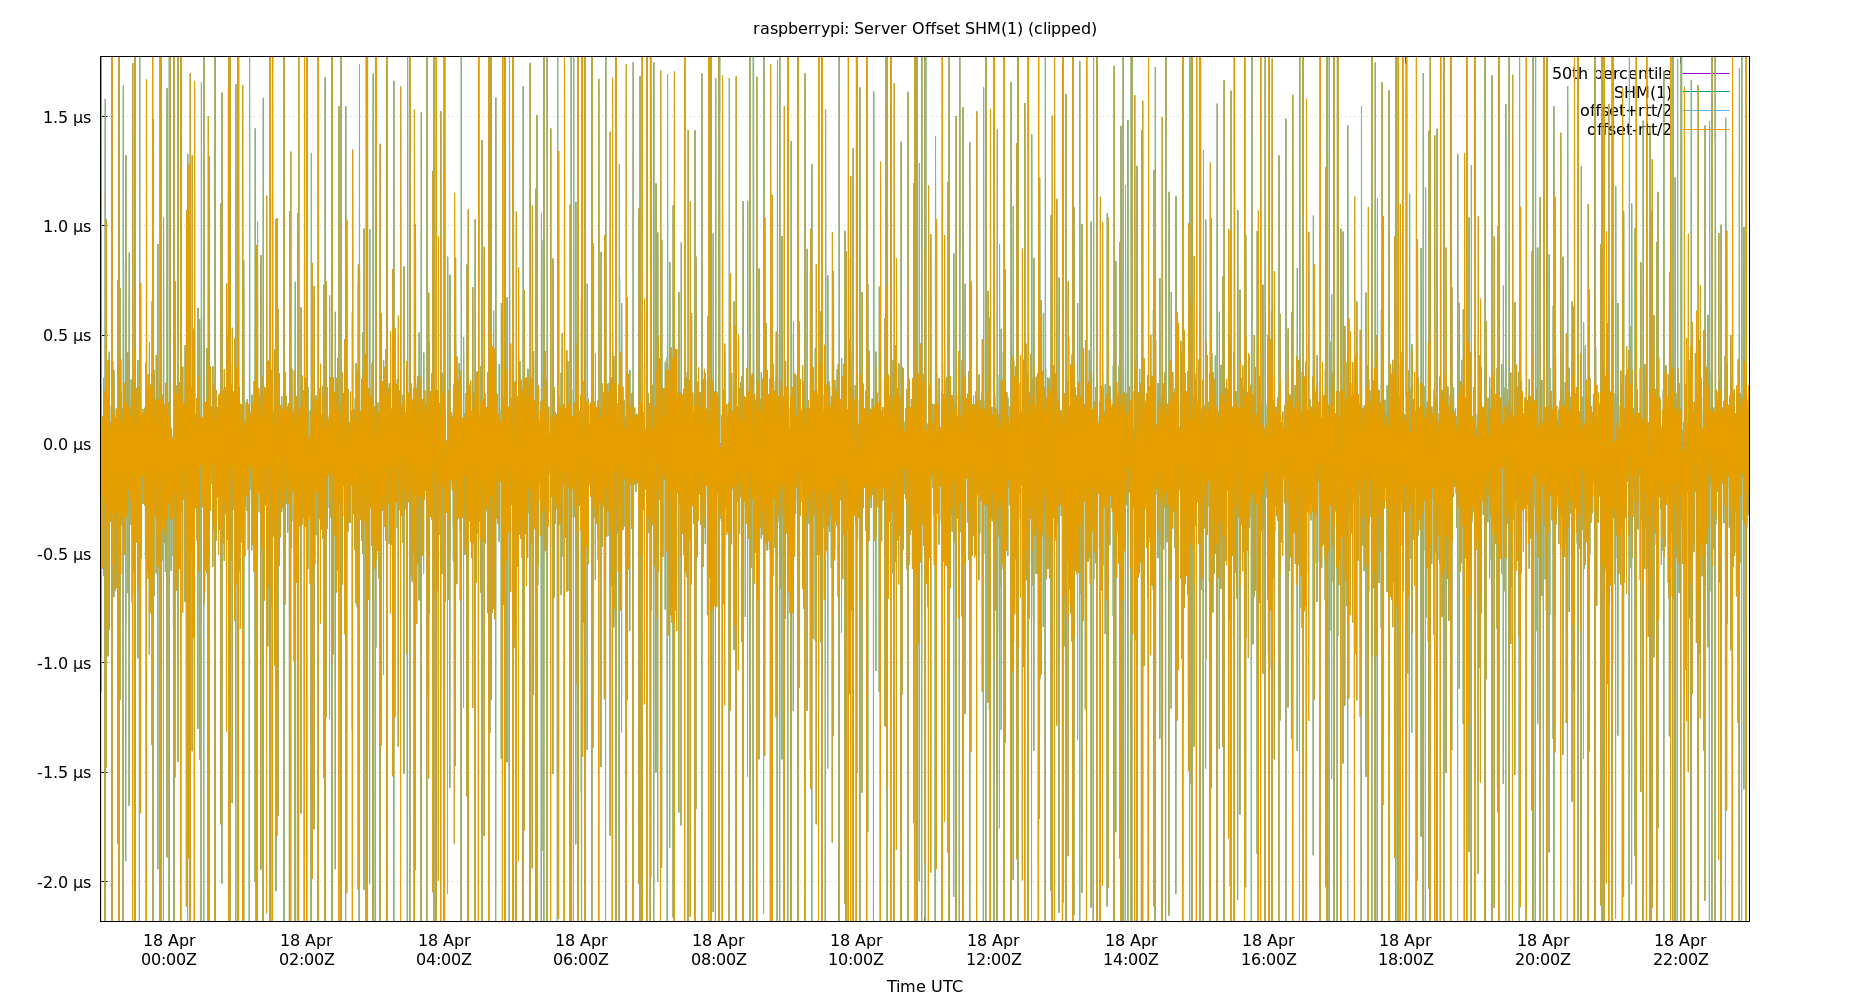 raspberrypi: Server Offset SHM(1) (clipped)
50th percentile
SHM(1)
offset+rtt/2
offset-rtt/2
1.5 µs
1.0 µs
0.5 µs
0.0 µs
-0.5 µs
-1.0 µs
-1.5 µs
-2.0 µs
18 Apr 18 Apr 18 Apr 18 Apr 18 Apr 18 Apr 18 Apr 18 Apr 18 Apr 18 Apr 18 Apr 18 Apr
00:00Z 02:00Z 04:00Z 06:00Z 08:00Z 10:00Z 12:00Z 14:00Z 16:00Z 18:00Z 20:00Z 22:00Z
Time UTC